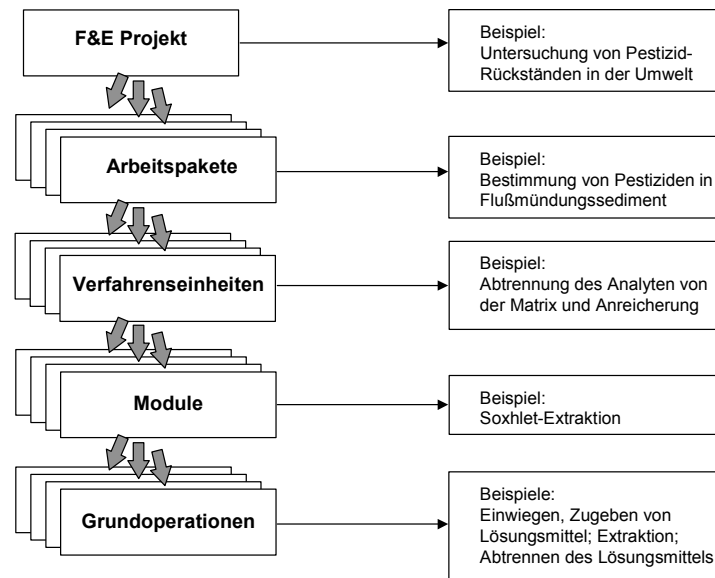 F&E Projekt
Beispiel:
Untersuchung von Pestizid-
Rückständen in der Umwelt
Arbeitspakete
Beispiel:
Bestimmung von Pestiziden in
Flußmündungssediment
Verfahrenseinheiten
Beispiel:
Abtrennung des Analyten von
der Matrix und Anreicherung
Module
Beispiel:
Soxhlet-Extraktion
Grundoperationen
Beispiele:
Einwiegen, Zugeben von
Lösungsmittel; Extraktion;
Abtrennen des Lösungsmittels